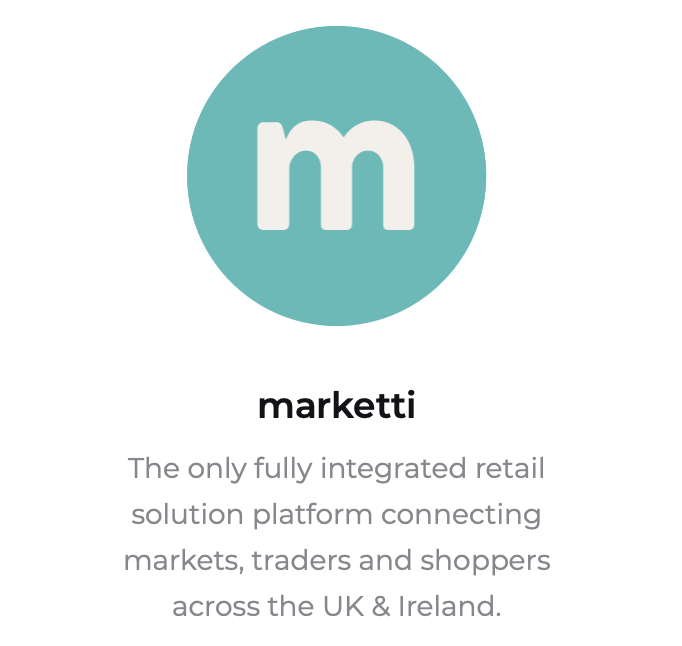 m
marketti
The only fully integrated retail
solution platform connecting
markets, traders and shoppers
across the UK & Ireland.